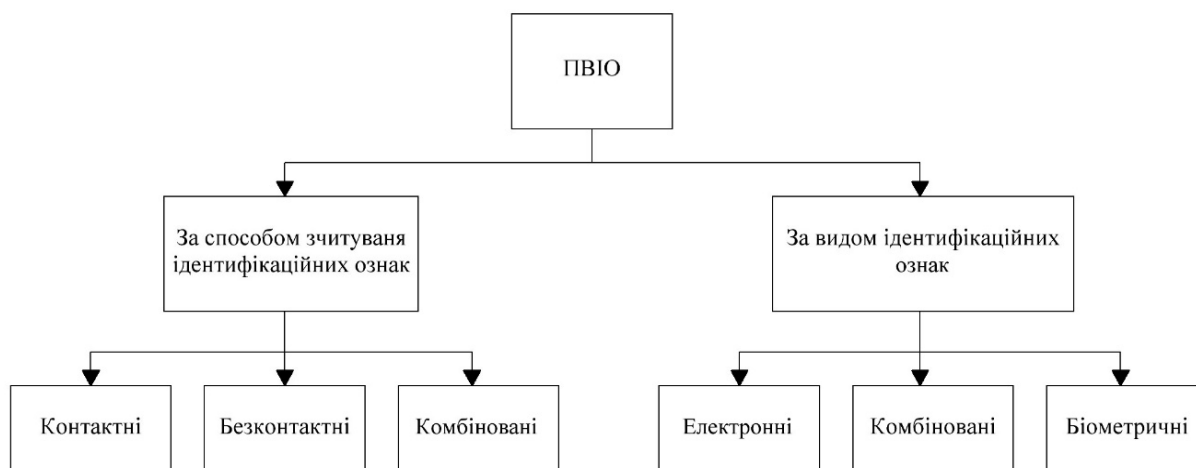 ПВІО
За способом зчитуваня
ідентифікаційних ознак
За видом ідентифікаційних
ознак
Контактні
Безконтактні
Комбіновані
Електронні
Комбіновані
Біометричні